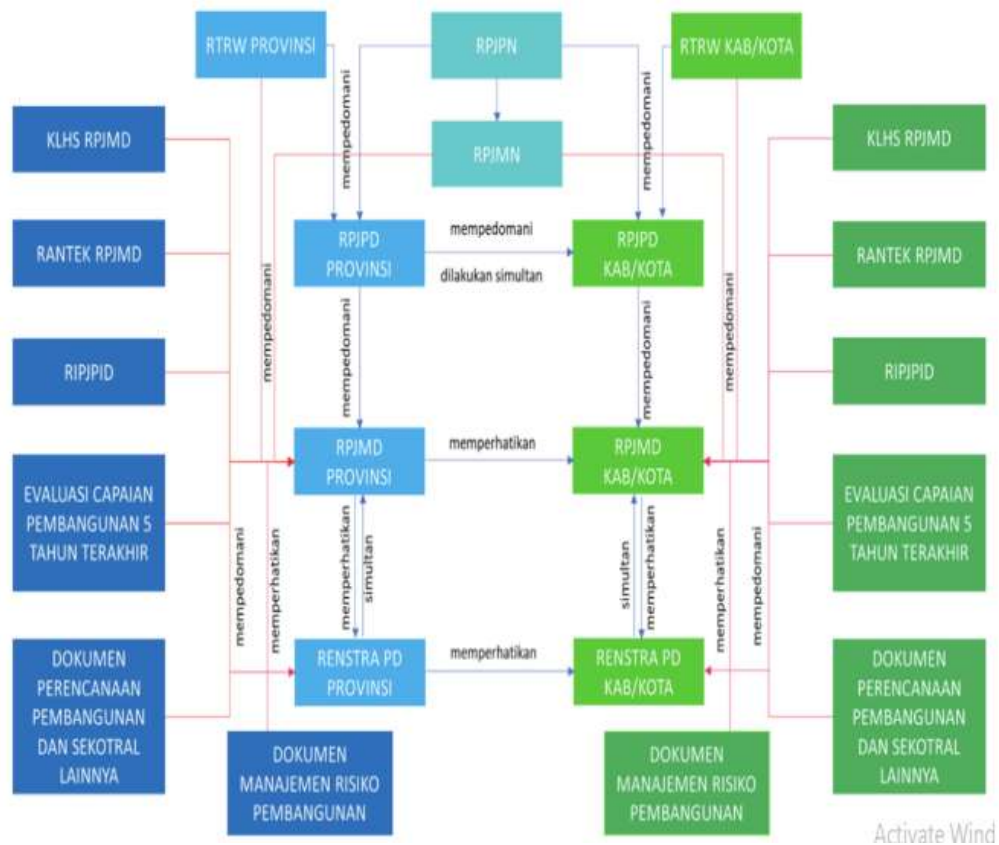 RTRW PROVINSI
RPJPN
RTRW KAB/KOTA
mempedomani
mempedomani
KLHS RPJMD
RPJMN
KLHS RPJMD
RANTEK RPJMD
RPJPD
PROVINSI
mempedomani
dilakukan simultan
RPJPD
KAB/KOTA
RANTEK RPJMD
mempedomani
mempedomani
mempedomani
mempedomani
RIPJPID
RIPJPID
EVALUASI CAPAIAN
PEMBANGUNAN 5
TAHUN TERAKHIR
RPJMD
PROVINSI
memperhatikan
RPJMD
KAB/KOTA
EVALUASI CAPAIAN
PEMBANGUNAN 5
TAHUN TERAKHIR
mempedomani
memperhatikan
memperhatikan
simultan
simultan
memperhatikan
memperhatikan
mempedomani
DOKUMEN
PERENCANAAN
PEMBANGUNAN
DAN SEKOTRAL
LAINNYA
RENSTRA PD
PROVINSI
memperhatikan
RENSTRA PD
KAB/KOTA
DOKUMEN
PERENCANAAN
PEMBANGUNAN
DAN SEKOTRAL
LAINNYA
DOKUMEN
MANAJEMEN RISIKO
PEMBANGUNAN
DOKUMEN
MANAJEMEN RISIKO
PEMBANGUNAN
Activate Wind